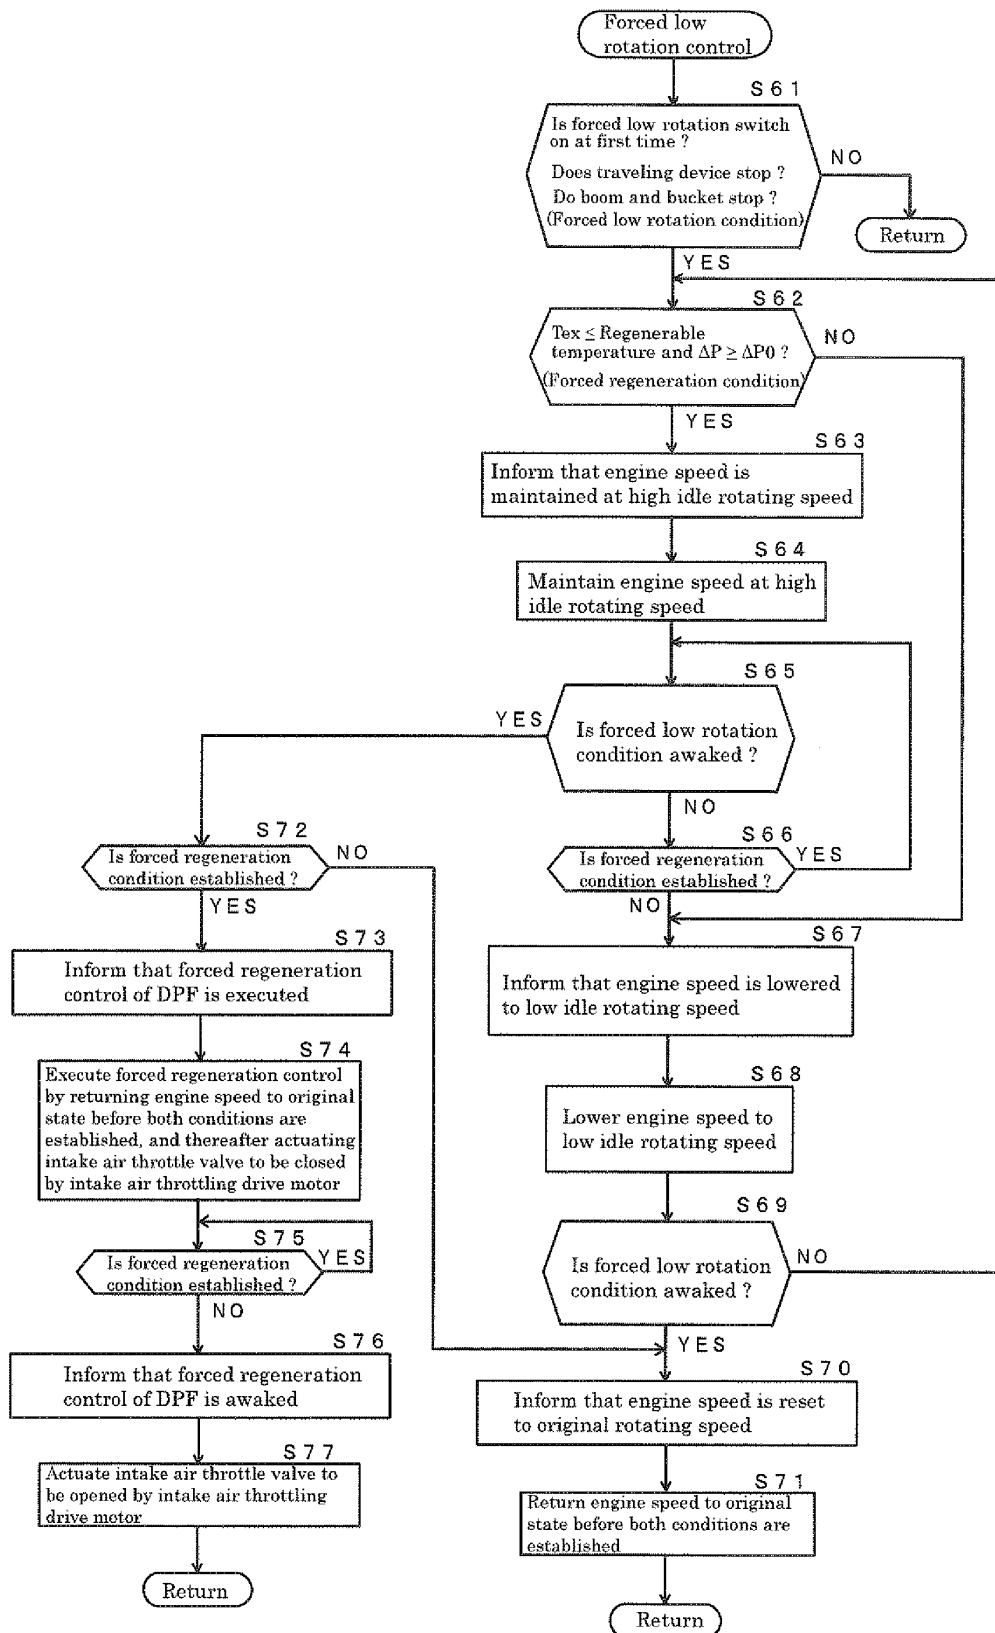 Forced low
rotation control
S61
Is forced low rotation switch
on at first time ?
Does traveling device stop ?
Do boom and bucket stop ?
(Forced low rotation condition)
NO
Return
YES
S62
Tex ≤ Regenerable
temperature and ΔP ≥ ΔP0 ?
(Forced regeneration condition)
NO
YES
S63
Inform that engine speed is
maintained at high idle rotating speed
S64
Maintain engine speed at high
idle rotating speed
S65
Is forced low rotation
condition awaked ?
YES
NO
S66
Is forced regeneration
condition established ?
YES
NO
S67
Inform that engine speed is lowered
to low idle rotating speed
S68
Lower engine speed to
low idle rotating speed
S69
Is forced low rotation
condition awaked ?
NO
YES
S70
Inform that engine speed is reset
to original rotating speed
S71
Return engine speed to original
state before both conditions are
established
Return
S72
Is forced regeneration
condition established ?
NO
YES
S73
Inform that forced regeneration
control of DPF is executed
S74
Execute forced regeneration control
by returning engine speed to original
state before both conditions are
established, and thereafter actuating
intake air throttle valve to be closed
by intake air throttling drive motor
S75
Is forced regeneration
condition established ?
YES
NO
S76
Inform that forced regeneration
control of DPF is awaked
S77
Actuate intake air throttle valve to
be opened by intake air throttling
drive motor
Return